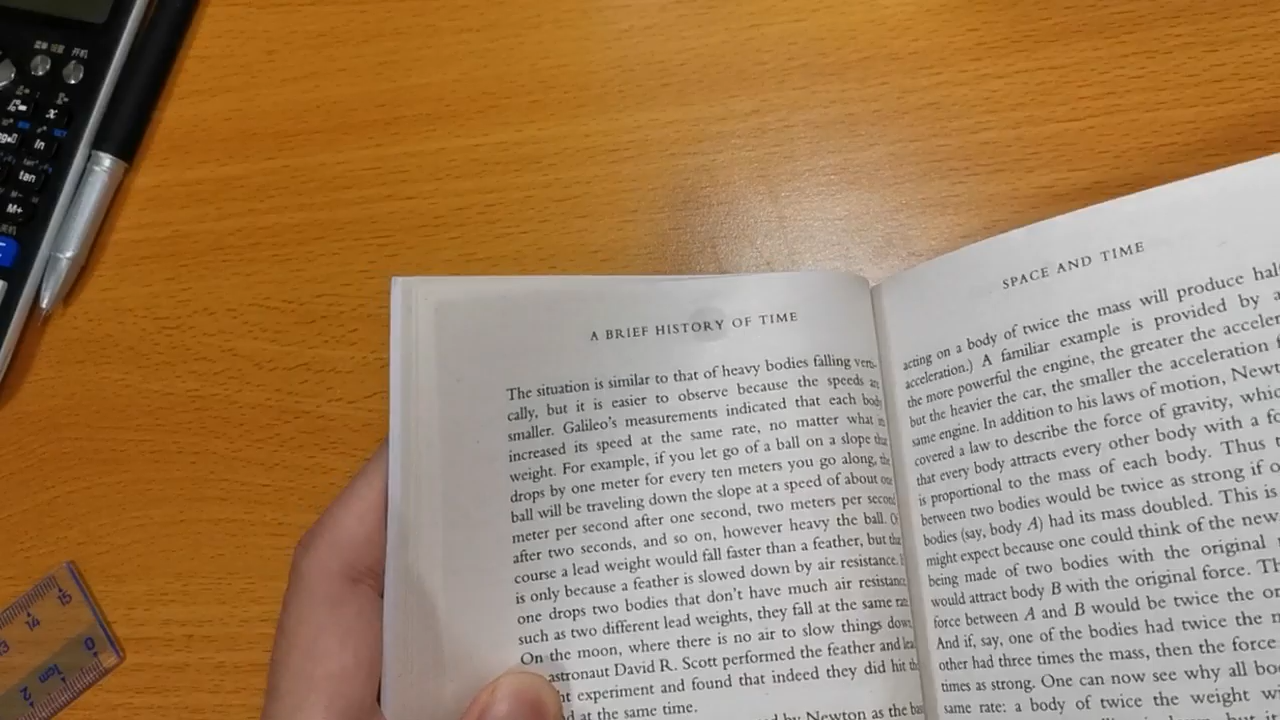 菜单 设置 开机
x
ln
tan
M+
15
14
13
0
1cm
2
A BRIEF HISTORY OF TIME
The situation is similar to that of heavy bodies falling verti-
cally, but it is easier to observe because the speeds are
smaller. Galileo's measurements indicated that each body
increased its speed at the same rate, no matter what
weight. For example, if you let go of a ball on a slope that
drops by one meter for every ten meters you go along, the
ball will be traveling down the slope at a speed of about one
meter per second after one second, two meters per second
after two seconds, and so on, however heavy the ball. Of
course a lead weight would fall faster than a feather, but that
is only because a feather is slowed down by air resistance.
one drops two bodies that don't have much air resistance,
such as two different lead weights, they fall at the same
On the moon, where there is no air to slow things down,
astronaut David R. Scott performed the feather and
experiment and found that indeed they did hit the
at the same time.
by Newton as the
SPACE AND TIME
acting on a body of twice the mass will produce half
acceleration.) A familiar example is provided by a
the more powerful the engine, the greater the
but the heavier the car, the smaller the acceleration
same engine. In addition to his laws of motion,
covered a law to describe the force of gravity,
that every body attracts every other body with a
is proportional to the mass of each body. Thus
between two bodies would be twice as strong if
bodies (say, body A) had its mass doubled. This is
might expect because one could think of the new
being made of two bodies with the original
would attract body B with the original force.
force between A and B would be twice the
And if, say, one of the bodies had twice the
other had three times the mass, then the force
times as strong. One can now see why all
same rate: a body of twice the weight